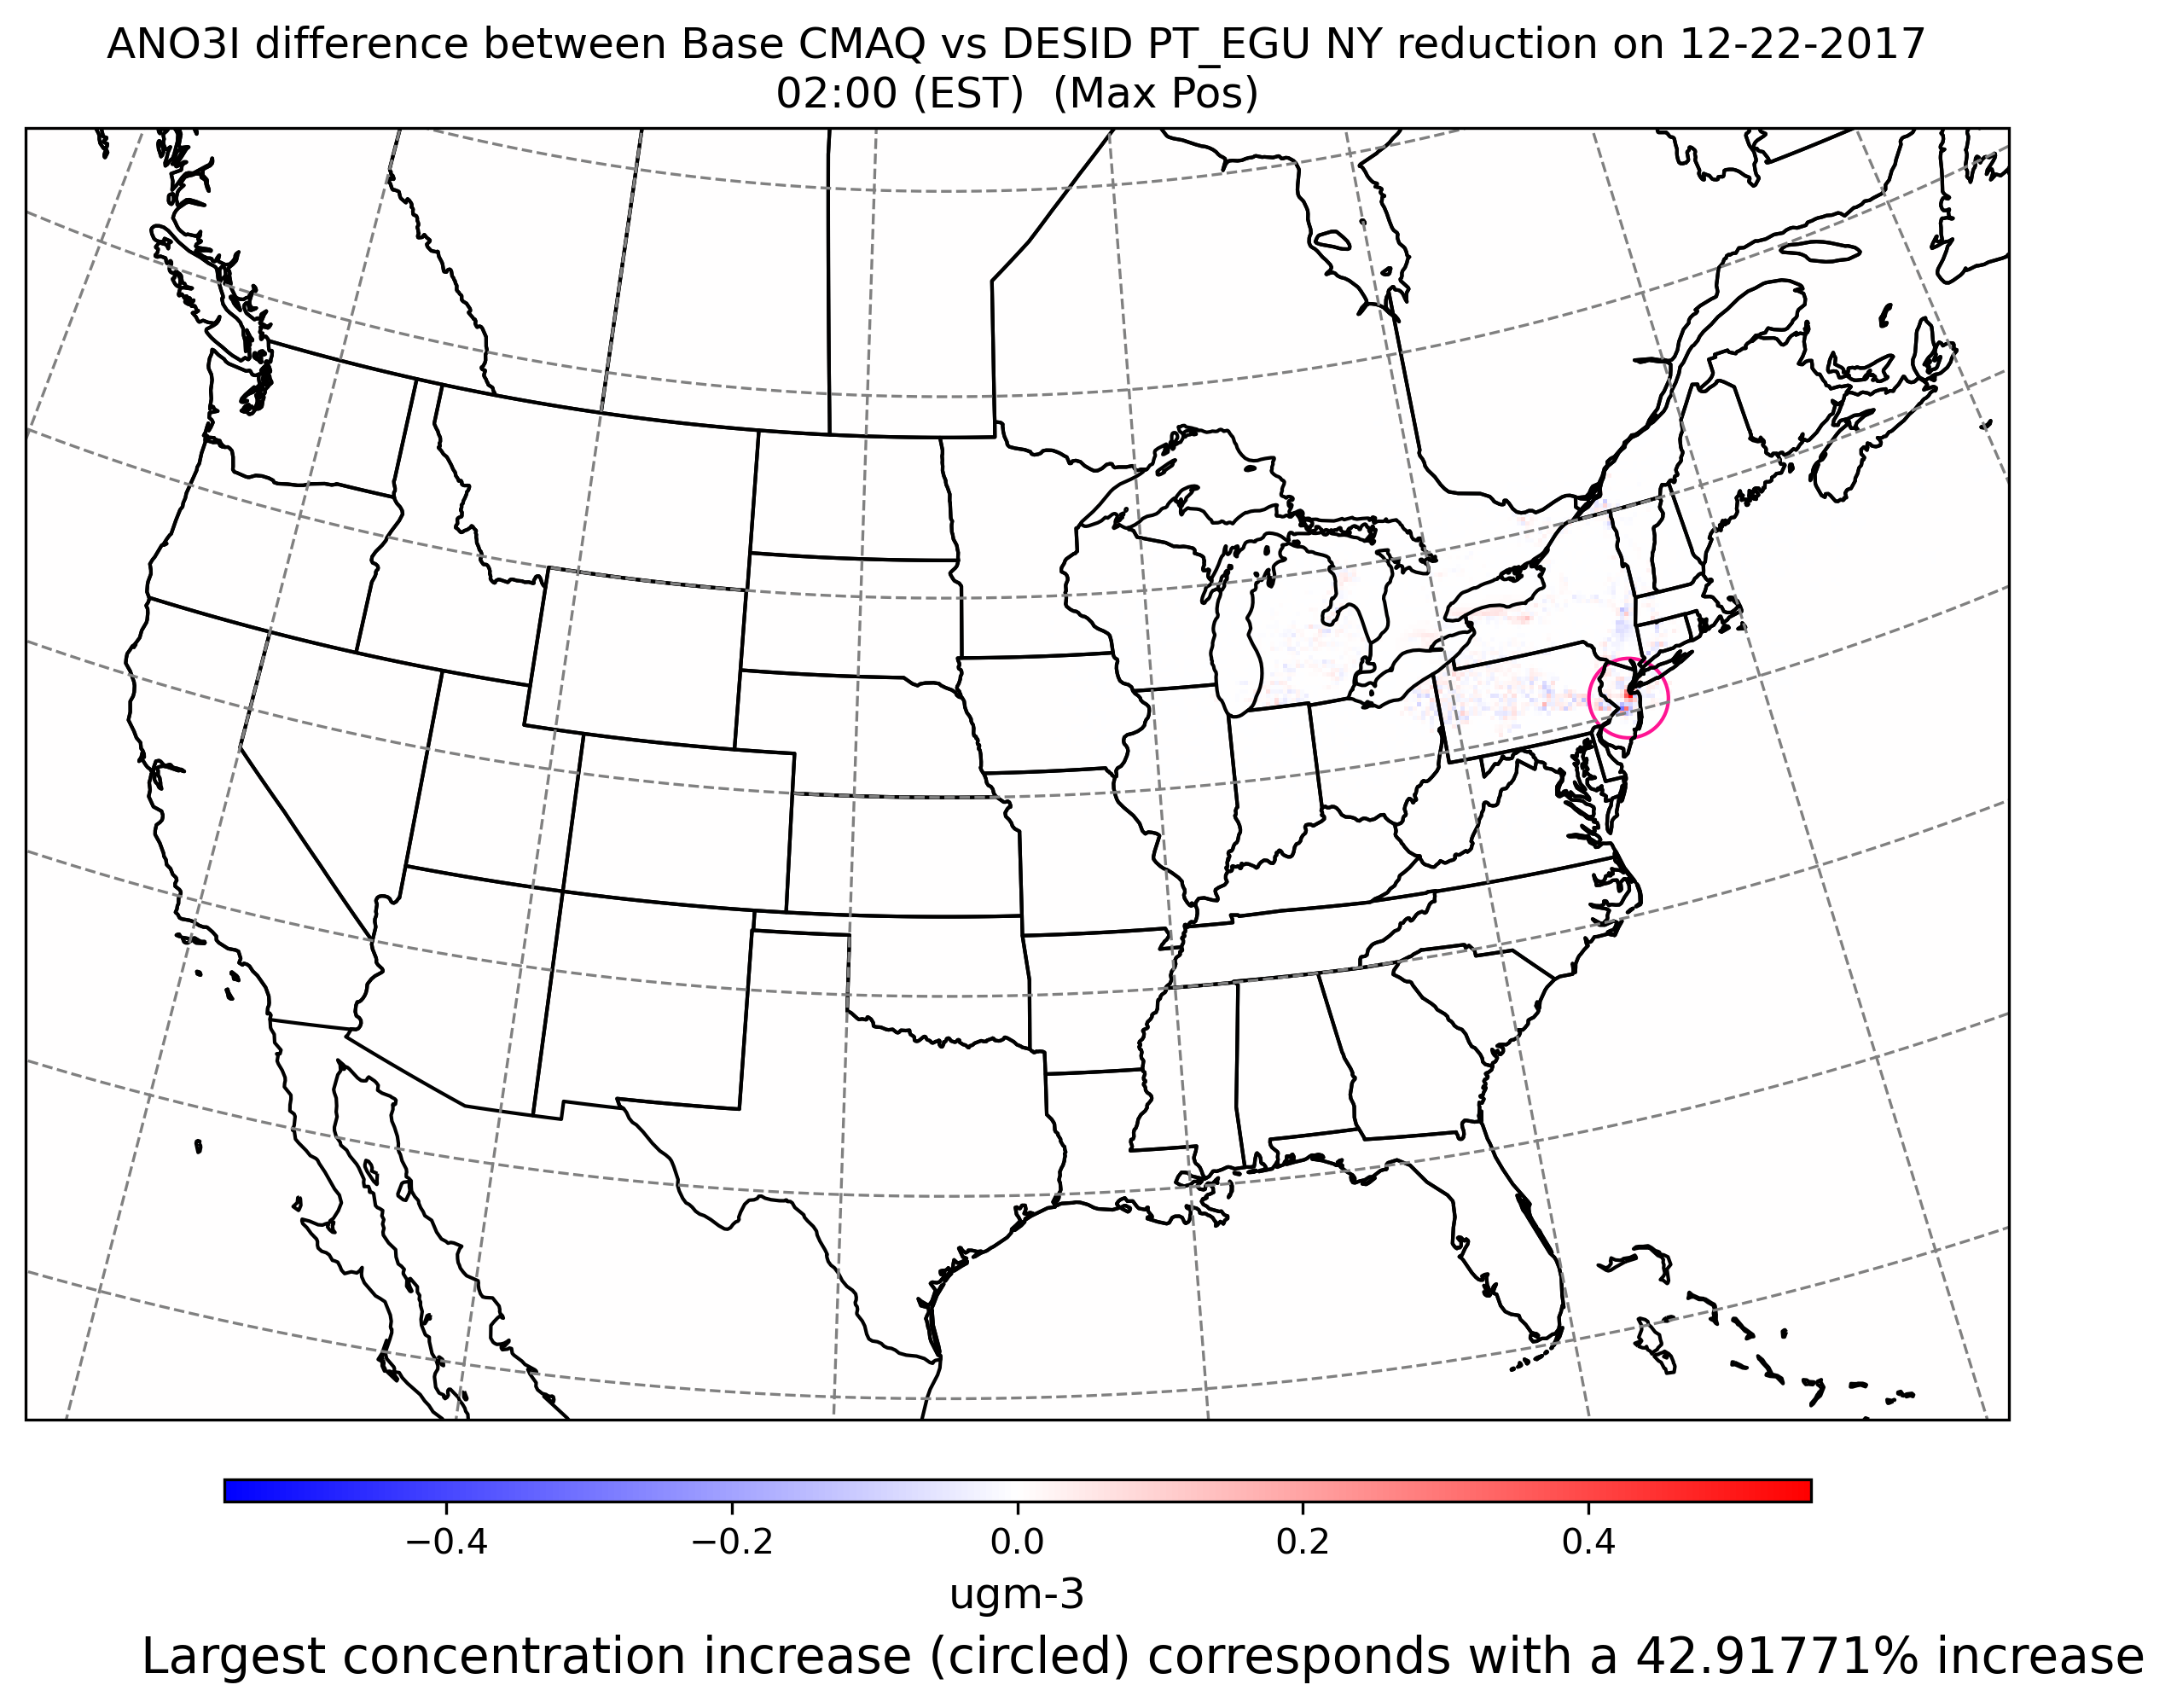 ANO3I difference between Base CMAQ vs DESID PT_EGU NY reduction on 12-22-2017
02:00 (EST)  (Max Pos)
−0.4 −0.2 0.0 0.2 0.4
ugm-3
Largest concentration increase (circled) corresponds with a 42.91771% increase